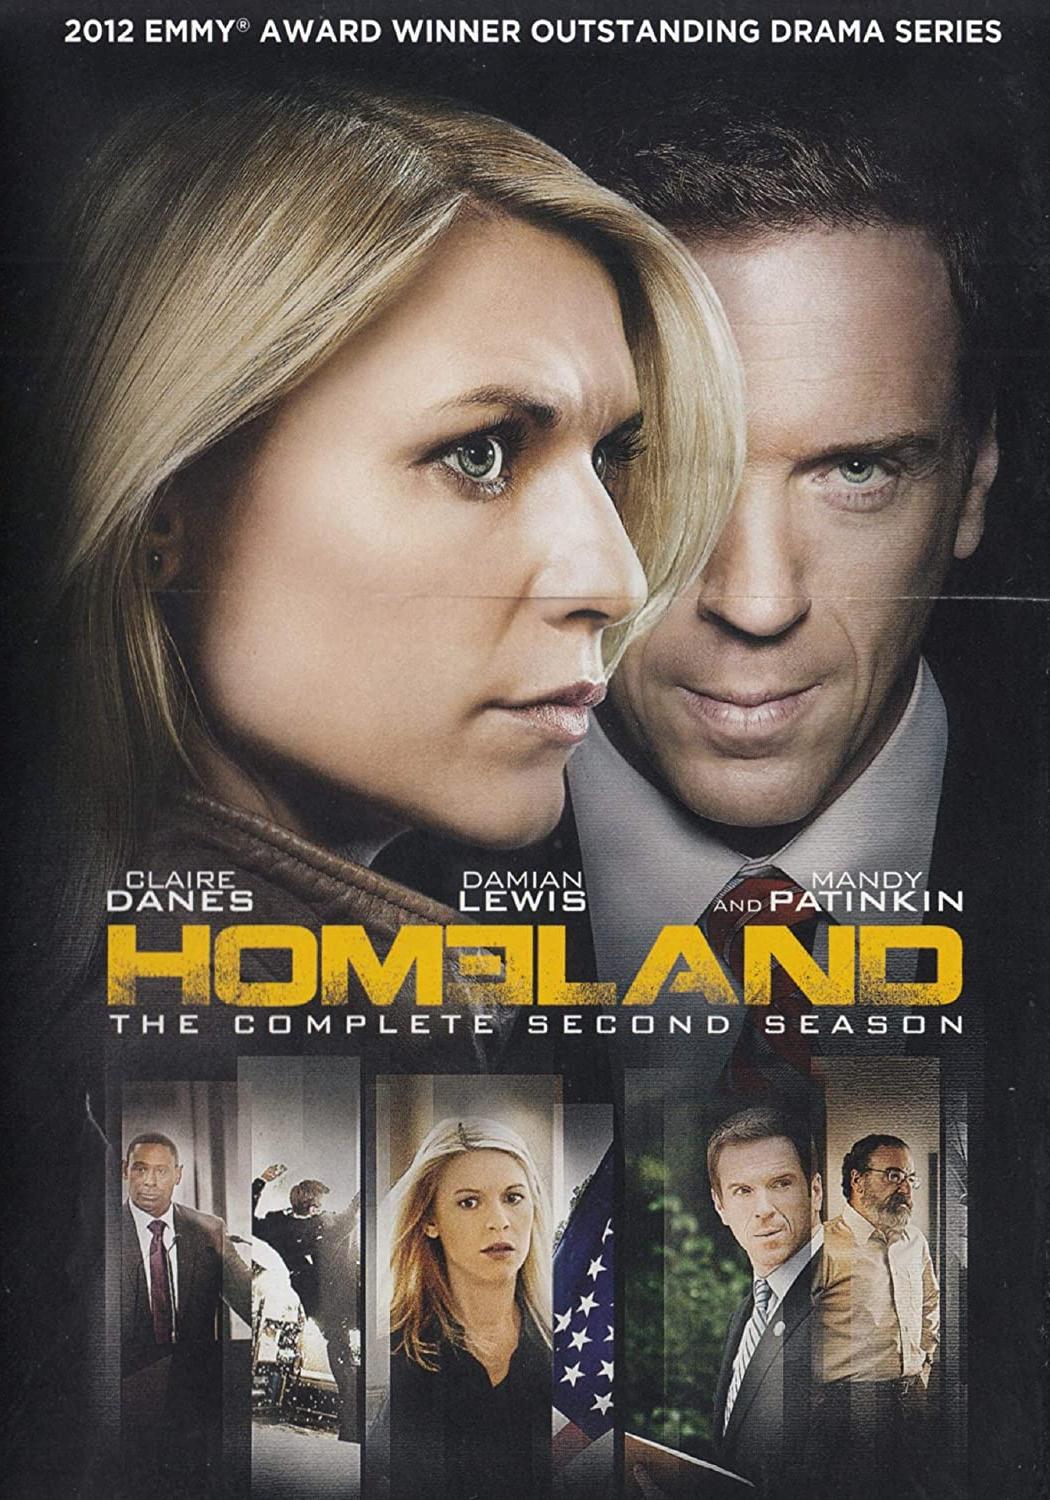 2012 EMMY® AWARD WINNER OUTSTANDING DRAMA SERIES
CLAIRE DANES
DAMIAN LEWIS
AND MANDY PATINKIN
HOMELAND
THE COMPLETE SECOND SEASON